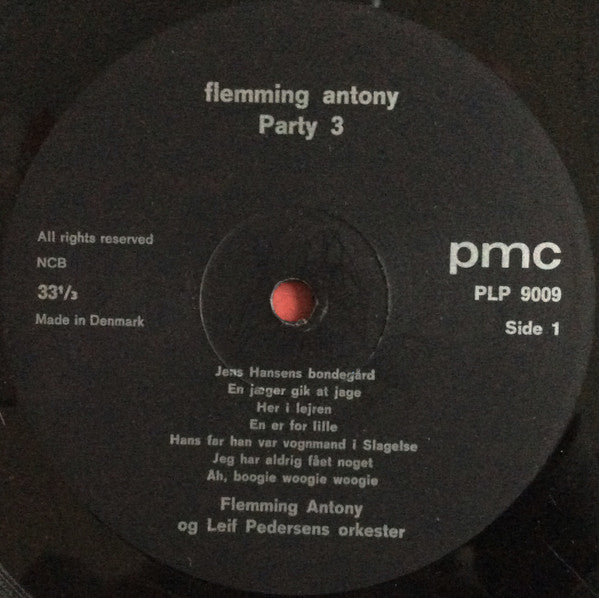 flemming antony
Party 3
All rights reserved
NCB
33⅓
Made in Denmark
pmc
PLP 9009
Side 1
Jens Hansens bondegård
En jæger gik at jage
Her i lejren
En er for lille
Hans far han var vognmand i Slagelse
Jeg har aldrig fået noget
Ah, boogie woogie woogie
Flemming Antony
og Leif Pedersens orkester